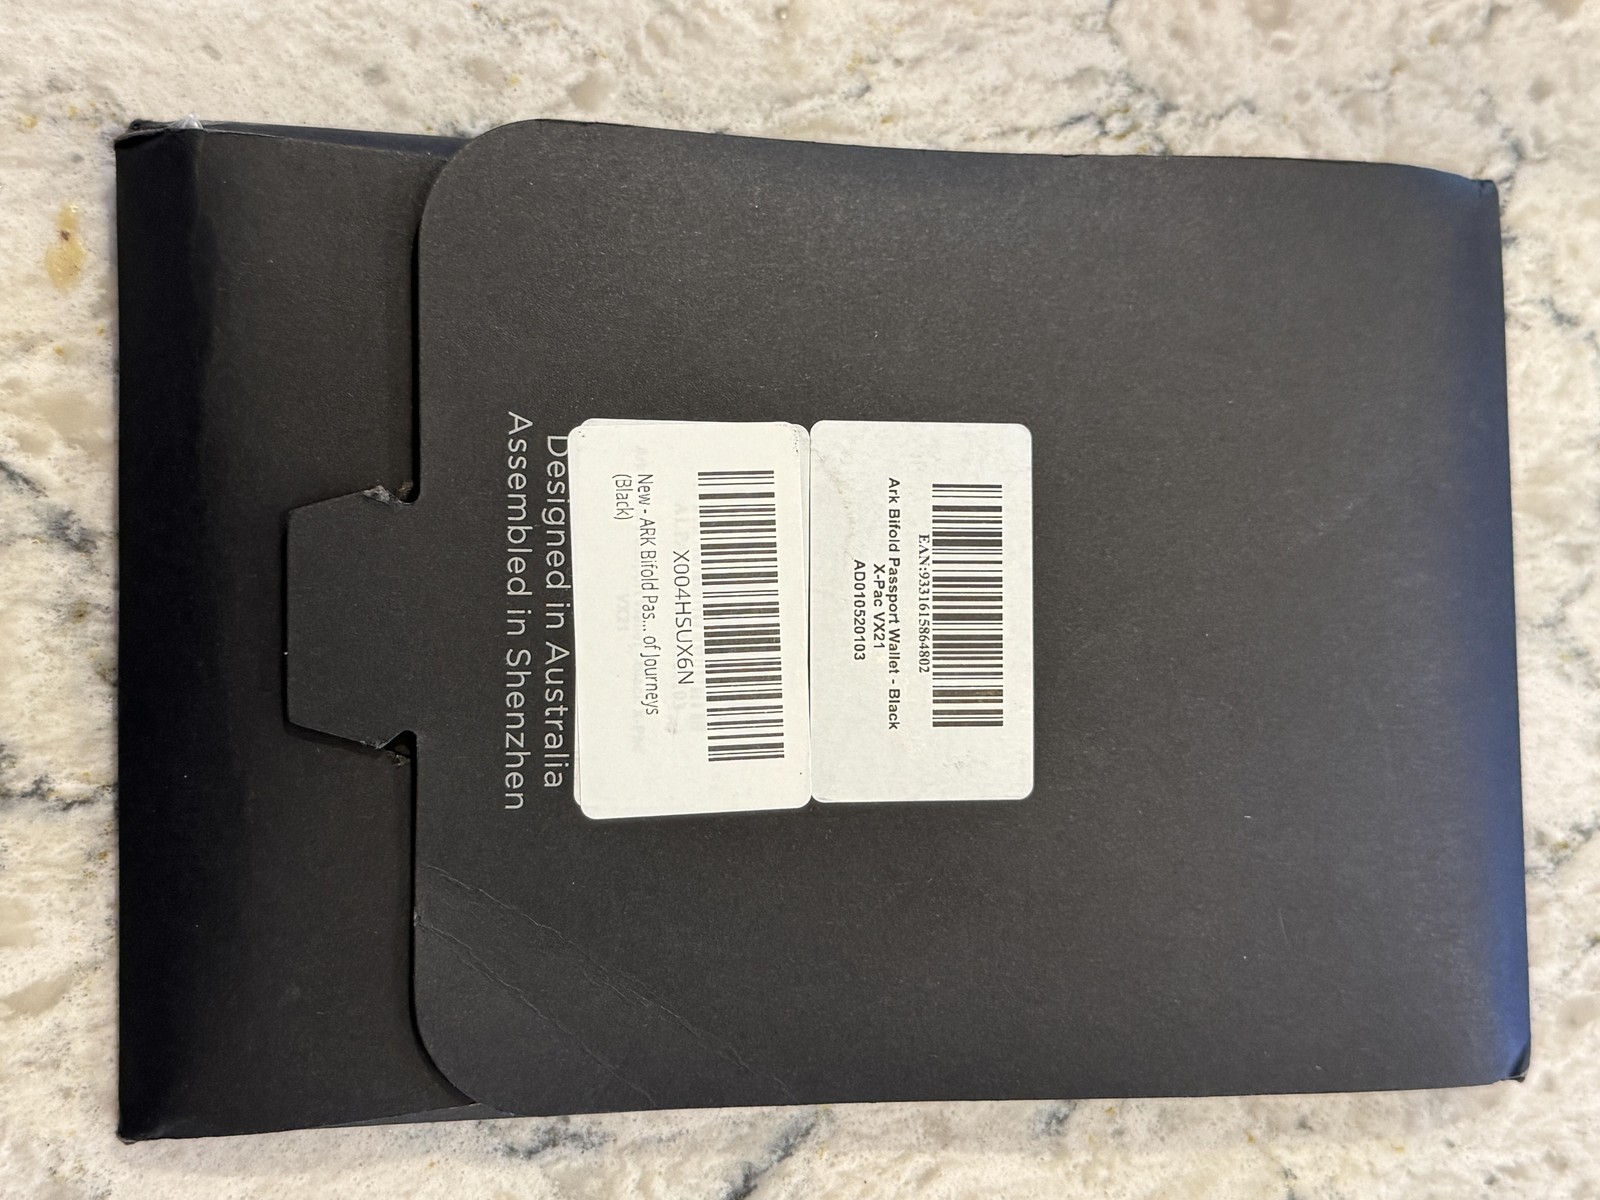 EAN:9331615864802
Ark Bifold Passport Wallet - Black
X-Pac VX21
AD010520103
X004HSUX6N
New - ARK Bifold Pas... of Journeys
(Black)
Designed in Australia
Assembled in Shenzhen